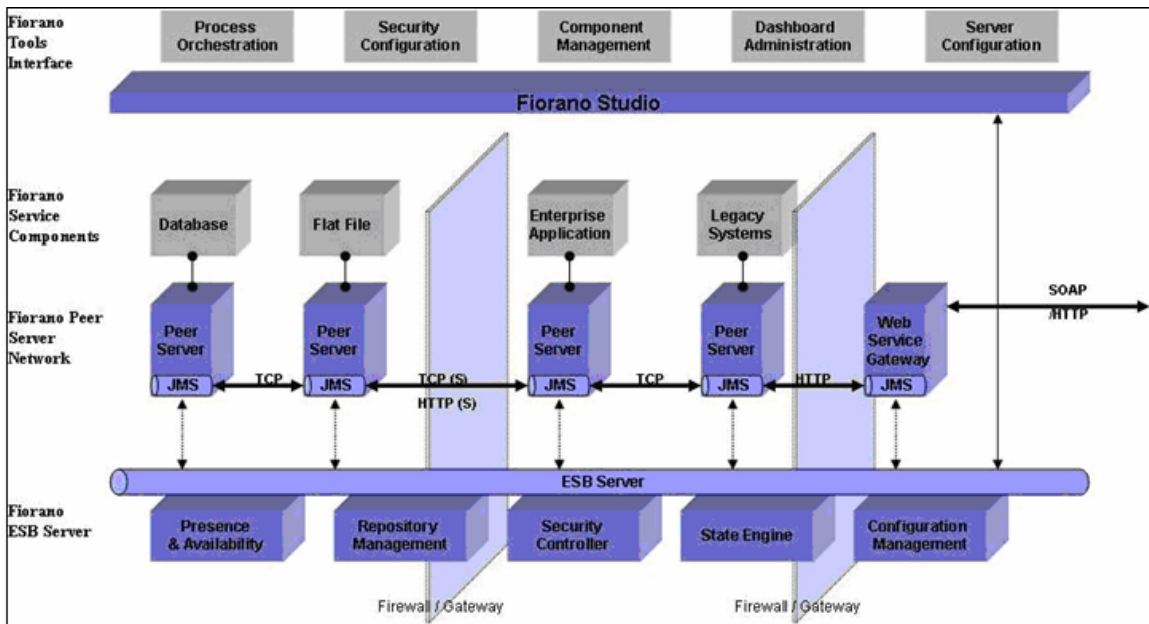 Fiorano
Tools
Interface
Process
Orchestration
Security
Configuration
Component
Management
Dashboard
Administration
Server
Configuration
Fiorano Studio
Fiorano
Service
Components
Database
Flat File
Enterprise
Application
Legacy
Systems
Fiorano Peer
Server
Network
Peer
Server
Peer
Server
Peer
Server
Peer
Server
Web
Service
Gateway
SOAP
/HTTP
JMS
TCP
JMS
TCP (S)
HTTP (S)
JMS
TCP
JMS
HTTP
JMS
ESB Server
Fiorano
ESB Server
Presence
& Availability
Repository
Management
Security
Controller
State Engine
Configuration
Management
Firewall / Gateway
Firewall / Gateway